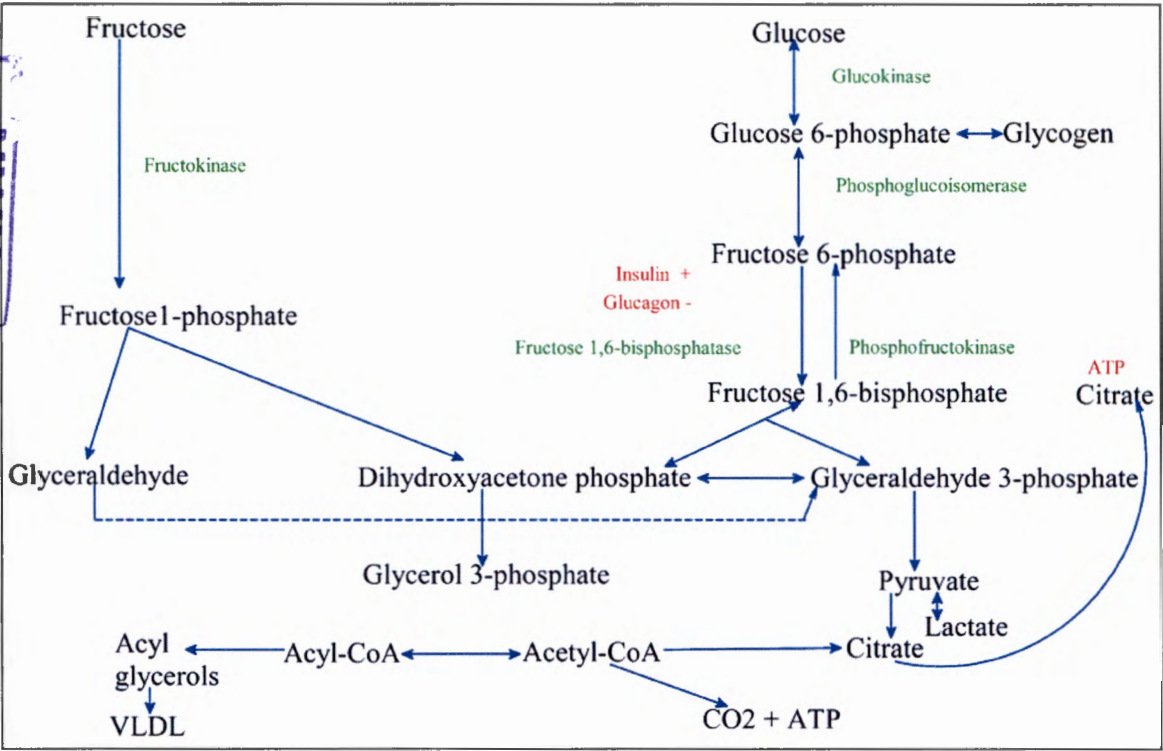 Fructose
Glucose
Glucokinase
Glucose 6-phosphate
Glycogen
Fructokinase
Phosphoglucoisomerase
Fructose 6-phosphate
Insulin +
Glucagon -
Fructose1-phosphate
Fructose 1,6-bisphosphatase
Phosphofructokinase
ATP
Fructose 1,6-bisphosphate
Citrate
Glyceraldehyde
Dihydroxyacetone phosphate
Glyceraldehyde 3-phosphate
Glycerol 3-phosphate
Pyruvate
Lactate
Acyl
glycerols
Acyl-CoA
Acetyl-CoA
Citrate
VLDL
CO2 + ATP